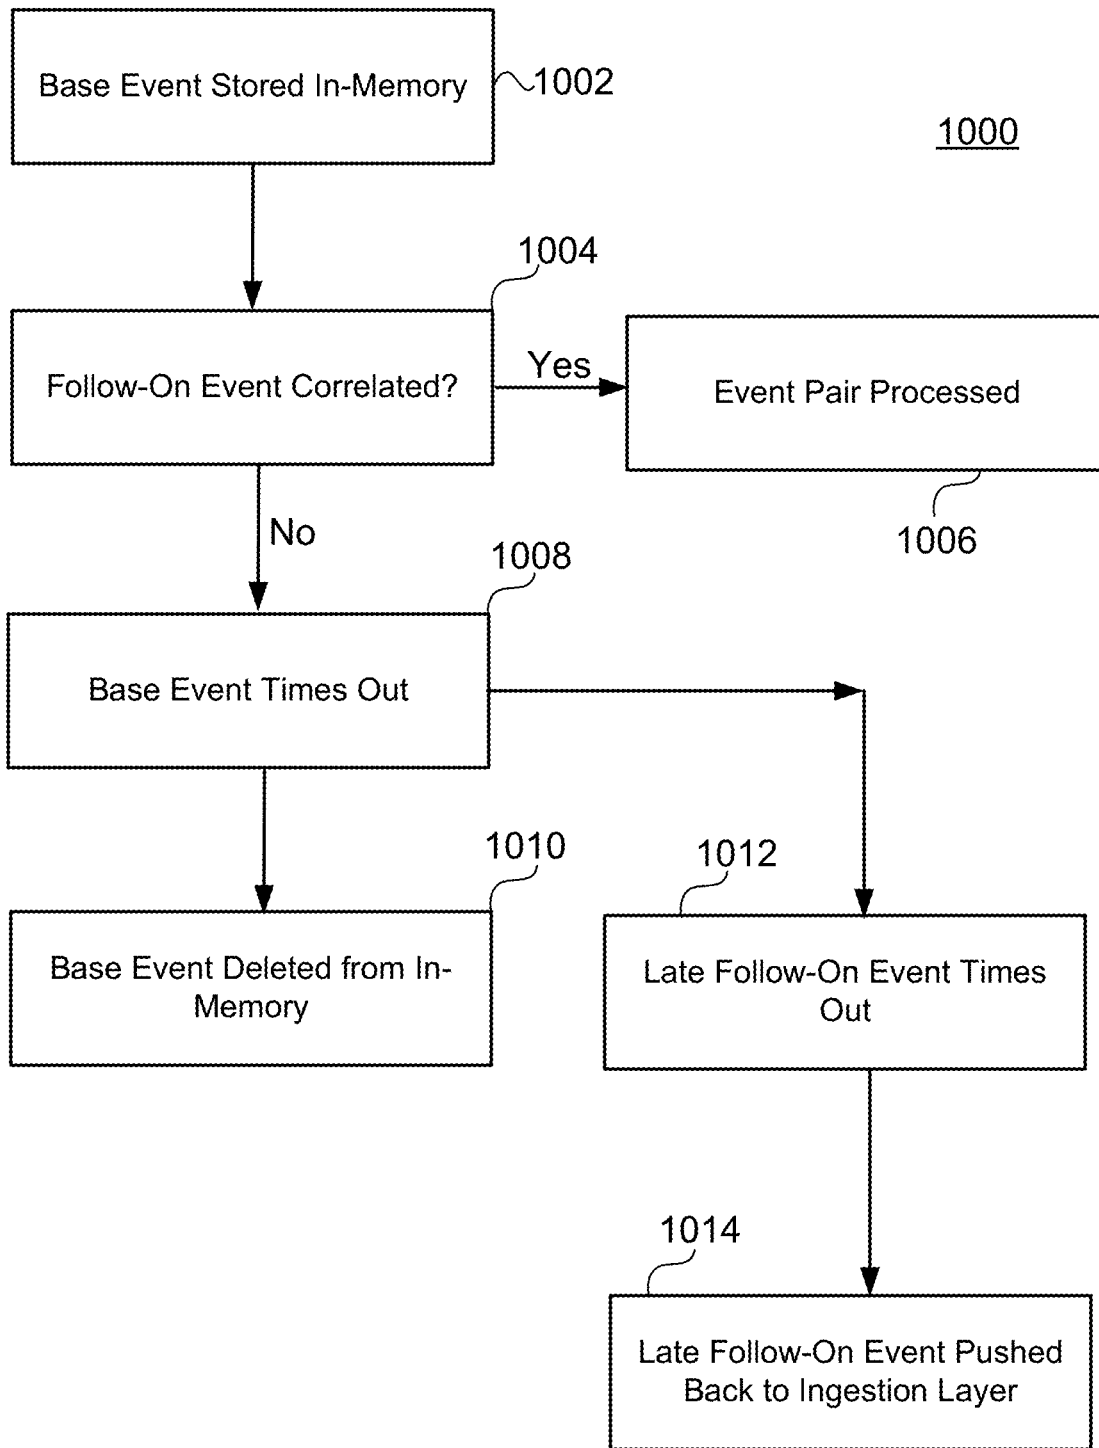 Base Event Stored In-Memory
1002
1000
1004
Follow-On Event Correlated?
Yes
Event Pair Processed
1006
No
1008
Base Event Times Out
1010
Base Event Deleted from In-
Memory
1012
Late Follow-On Event Times
Out
1014
Late Follow-On Event Pushed
Back to Ingestion Layer